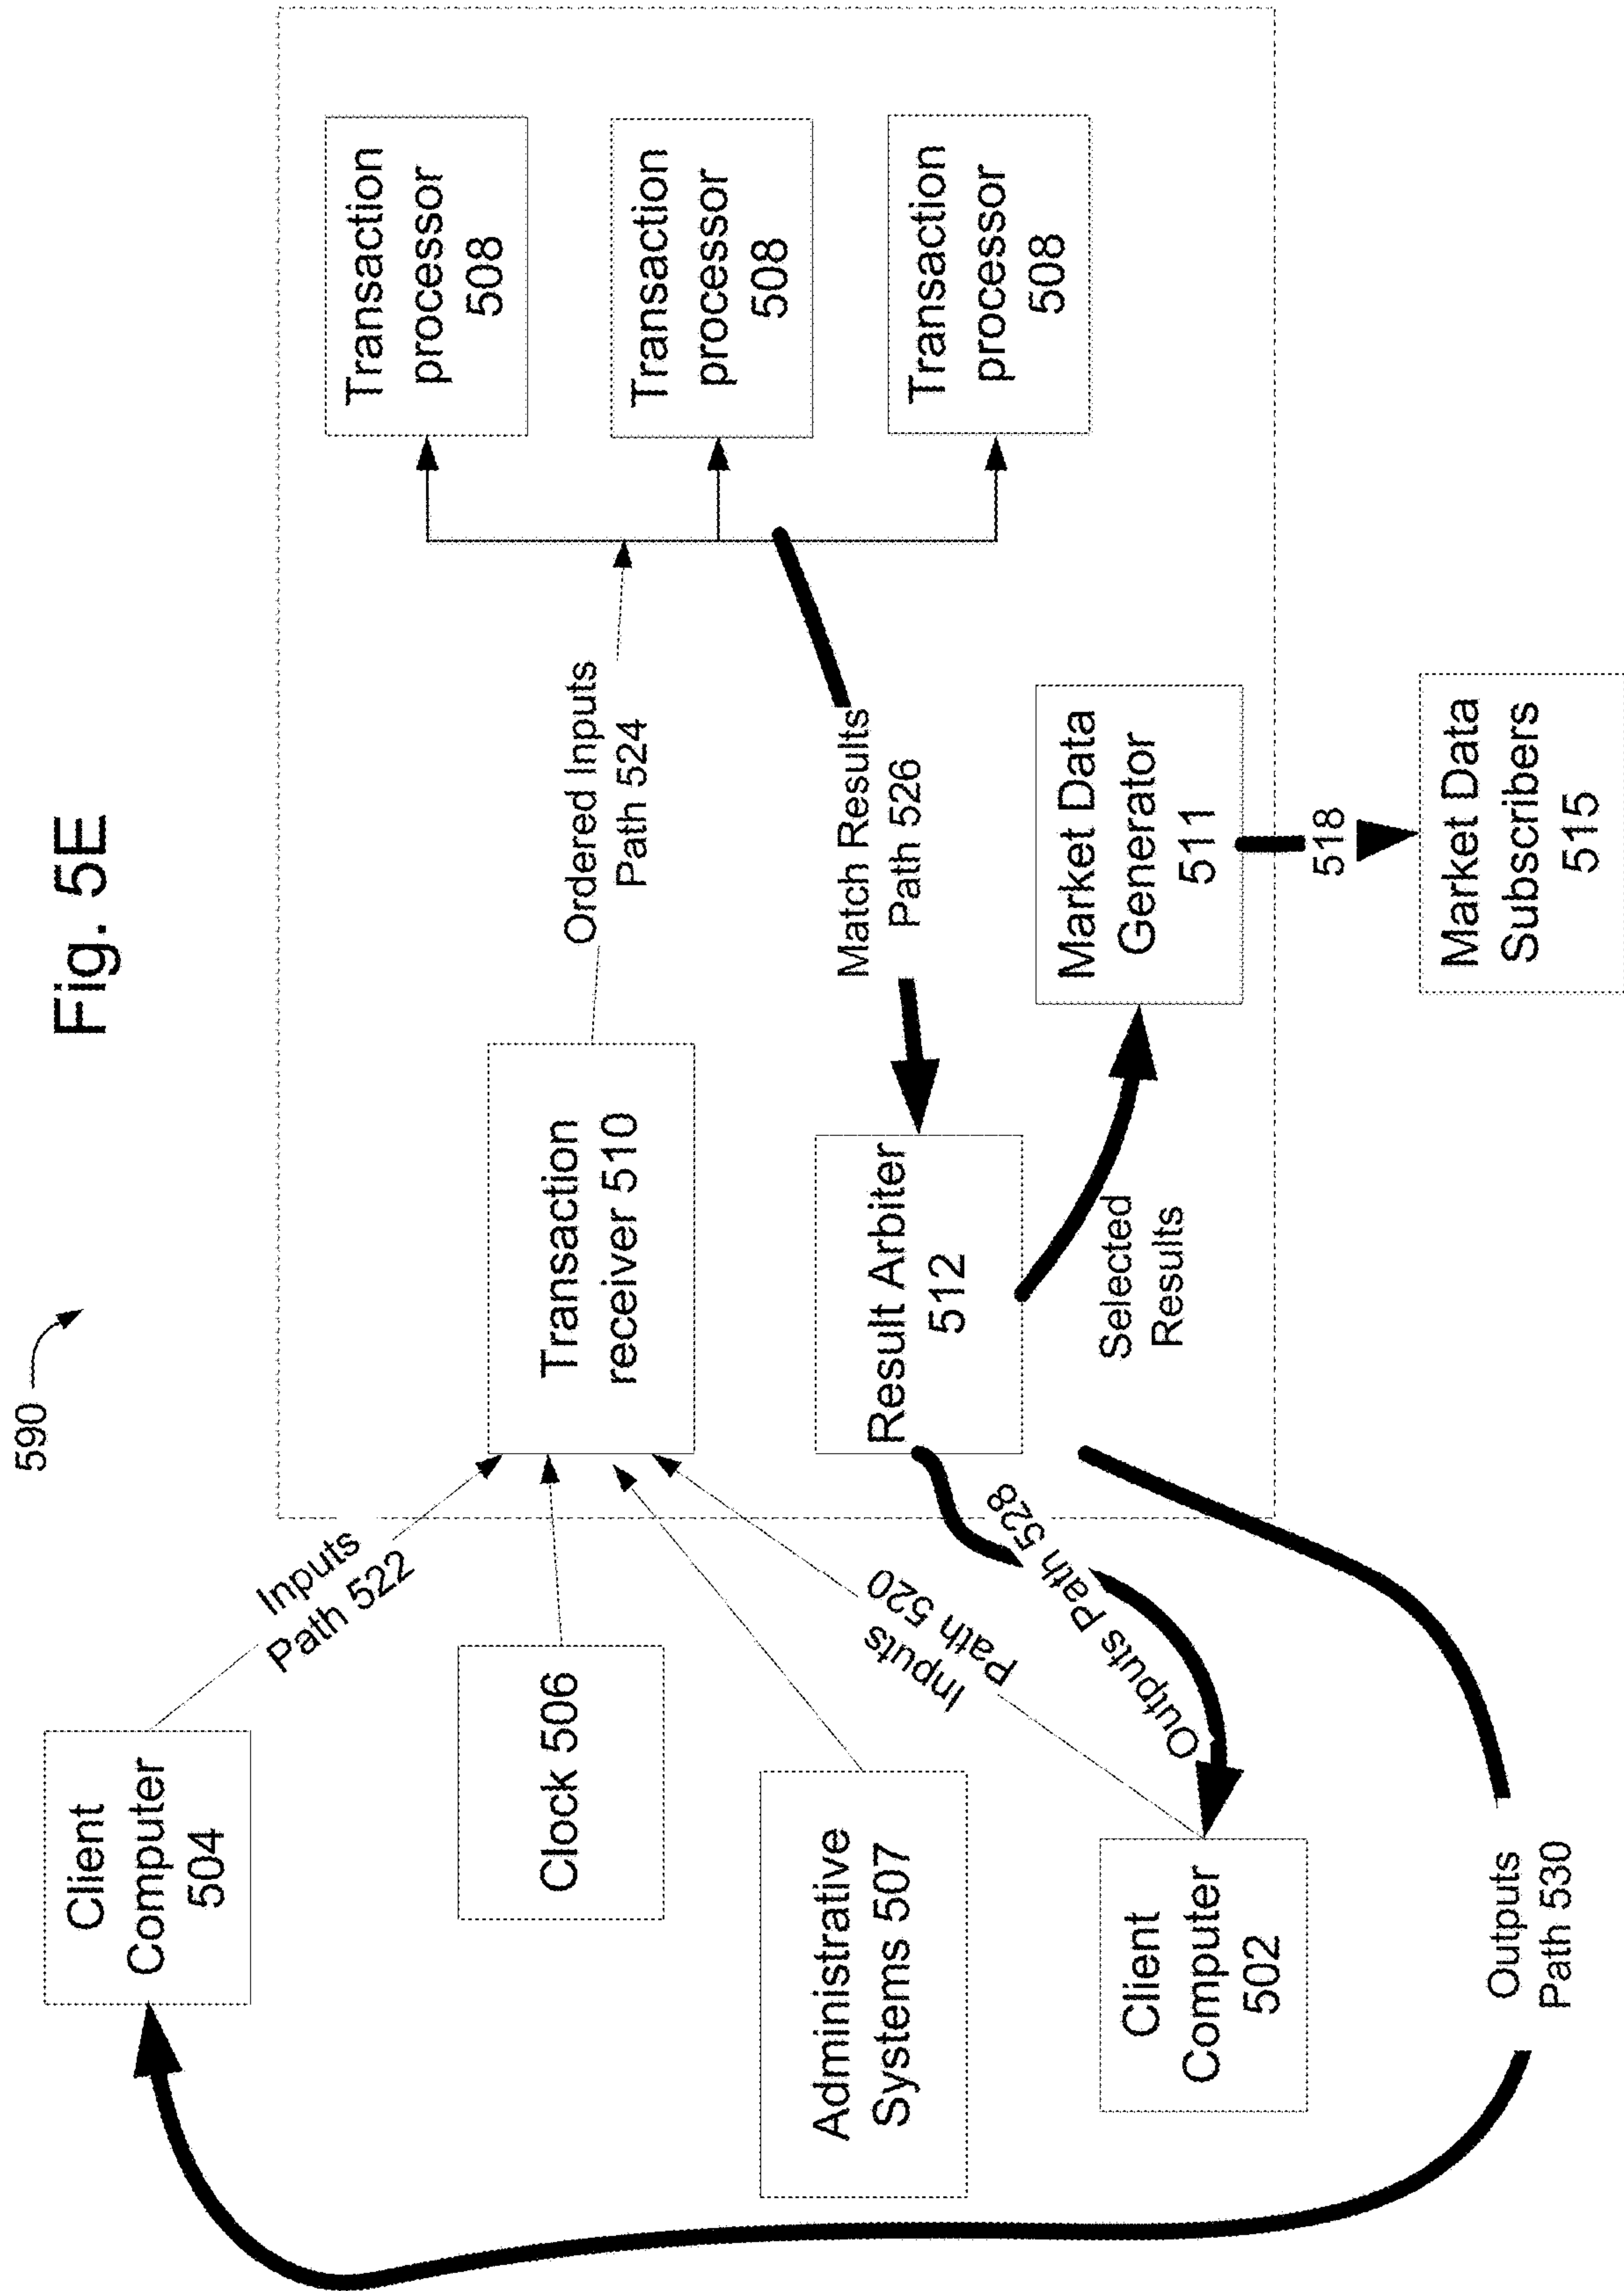 Fig. 5E
590
Client
Computer
504
Inputs
Path 522
Clock 506
Administrative
Systems 507
Client
Computer
502
Inputs
Path 520
Outputs Path 528
Outputs
Path 530
Transaction
receiver 510
Ordered Inputs
Path 524
Transaction
processor
508
Transaction
processor
508
Transaction
processor
508
Match Results
Path 526
Result Arbiter
512
Selected
Results
Market Data
Generator
511
518
Market Data
Subscribers
515